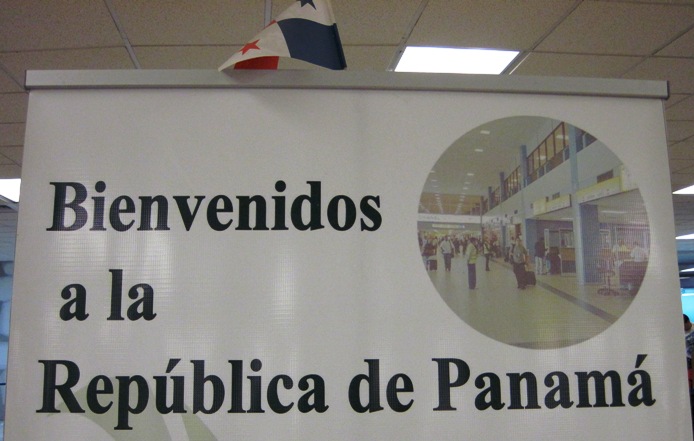 Bienvenidos
a la
República de Panamá